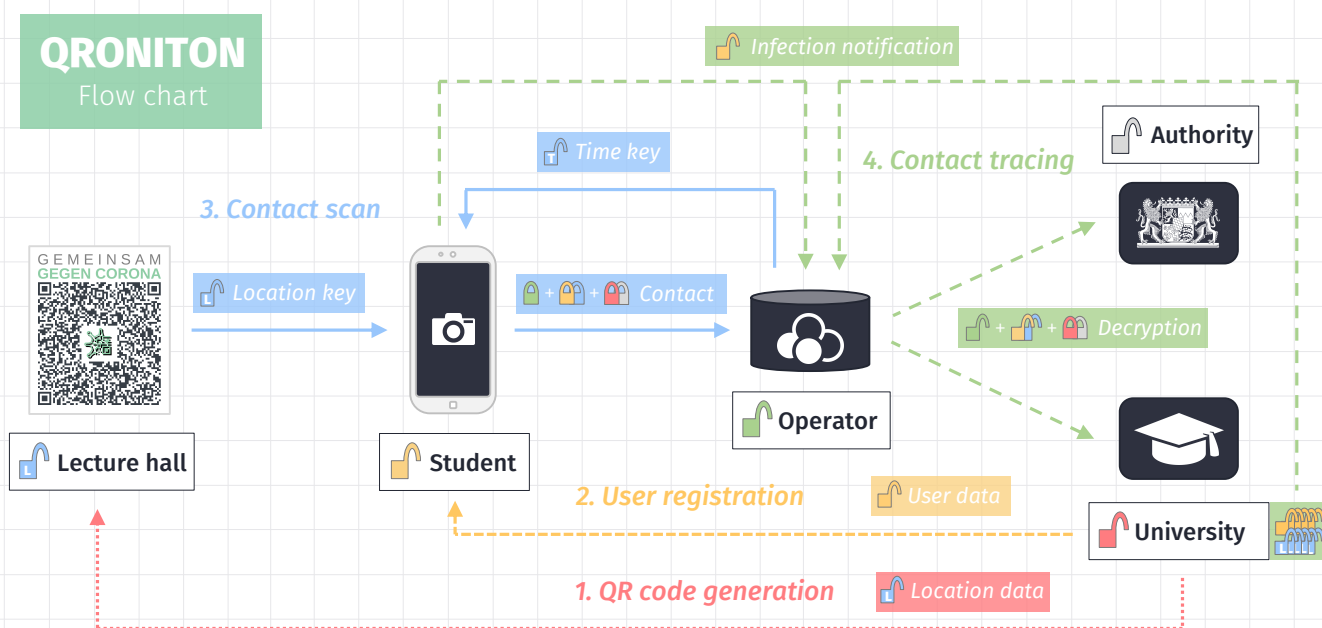 QRONITON
Flow chart
Infection notification
Authority
T Time key
4. Contact tracing
3. Contact scan
GEMEINSAM
GEGEN CORONA
L Location key
+ + Contact
+ + Decryption
Operator
L Lecture hall
Student
2. User registration
User data
University
L L L L L
1. QR code generation
L Location data